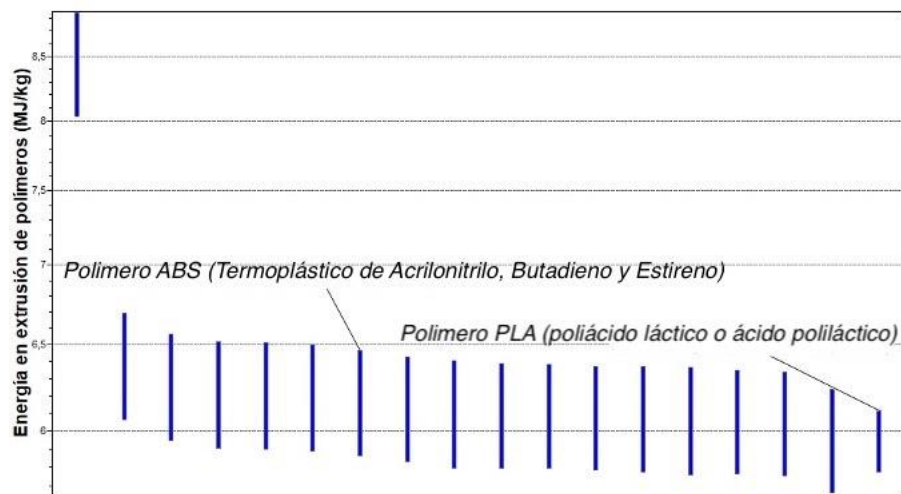 Energía en extrusión de polímeros (MJ/kg)
8,5
8
7,5
7
Polimero ABS (Termoplástico de Acrilonitrilo, Butadieno y Estireno)
Polimero PLA (poliácido láctico o ácido poliláctico)
6,5
6